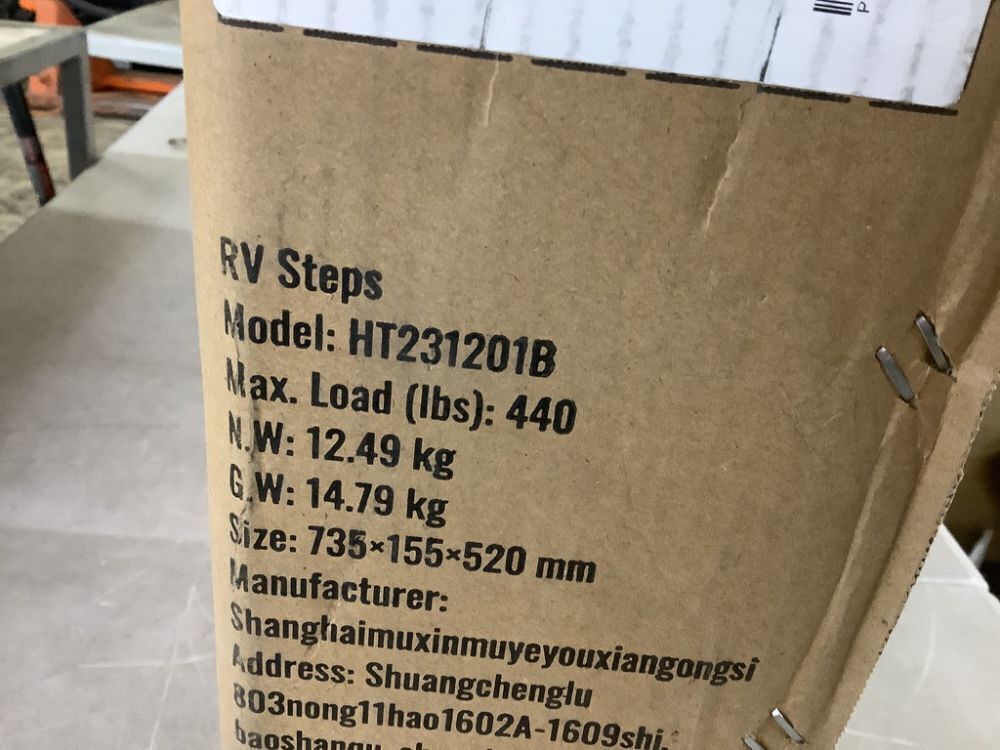 P
RV Steps
Model: HT231201B
Max. Load (lbs): 440
N.W: 12.49 kg
G.W: 14.79 kg
Size: 735×155×520 mm
Manufacturer:
Shanghaimuxinmuyeyouxiangongsi
Address: Shuangchenglu
803nong11hao1602A-1609shi,